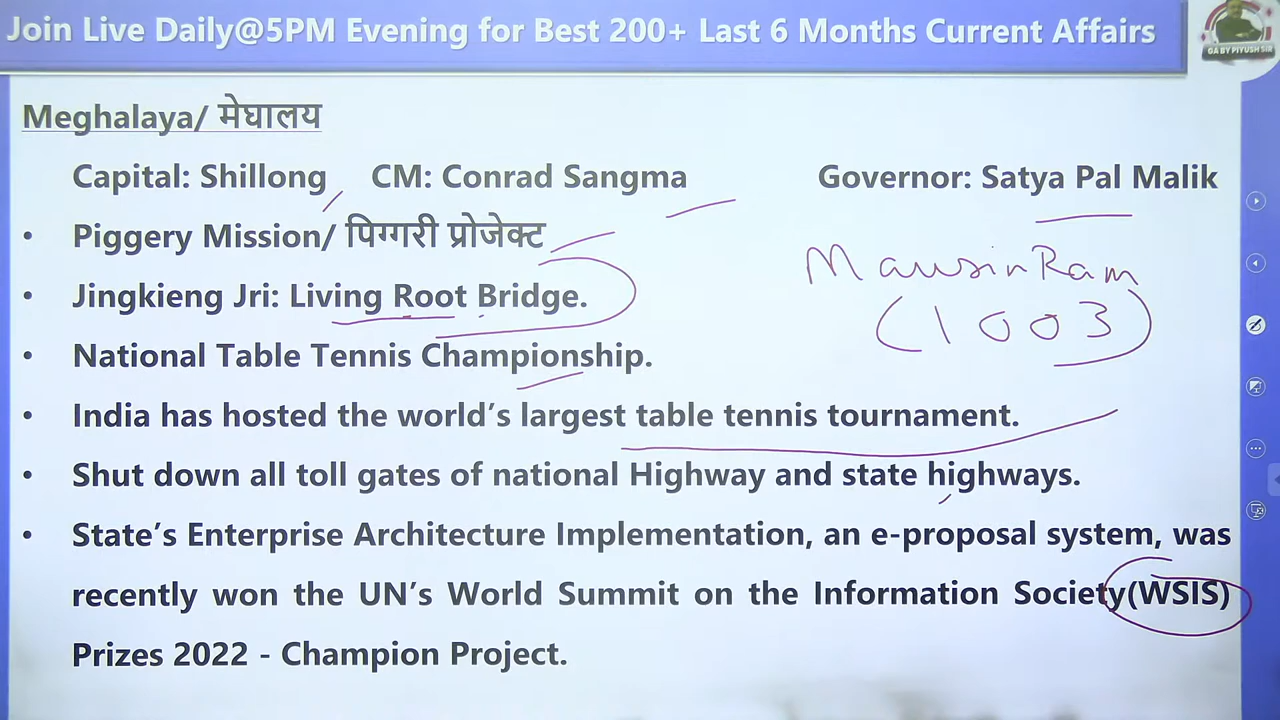 Join Live Daily@5PM Evening for Best 200+ Last 6 Months Current Affairs
GA BY PIYUSH SIR
Meghalaya/ मेघालय
Capital: Shillong CM: Conrad Sangma Governor: Satya Pal Malik
• Piggery Mission/ पिग्गरी प्रोजेक्ट
MawsinRam
• Jingkieng Jri: Living Root Bridge.
(1003)
• National Table Tennis Championship.
• India has hosted the world’s largest table tennis tournament.
• Shut down all toll gates of national Highway and state highways.
• State’s Enterprise Architecture Implementation, an e-proposal system, was
recently won the UN’s World Summit on the Information Society(WSIS)
Prizes 2022 - Champion Project.